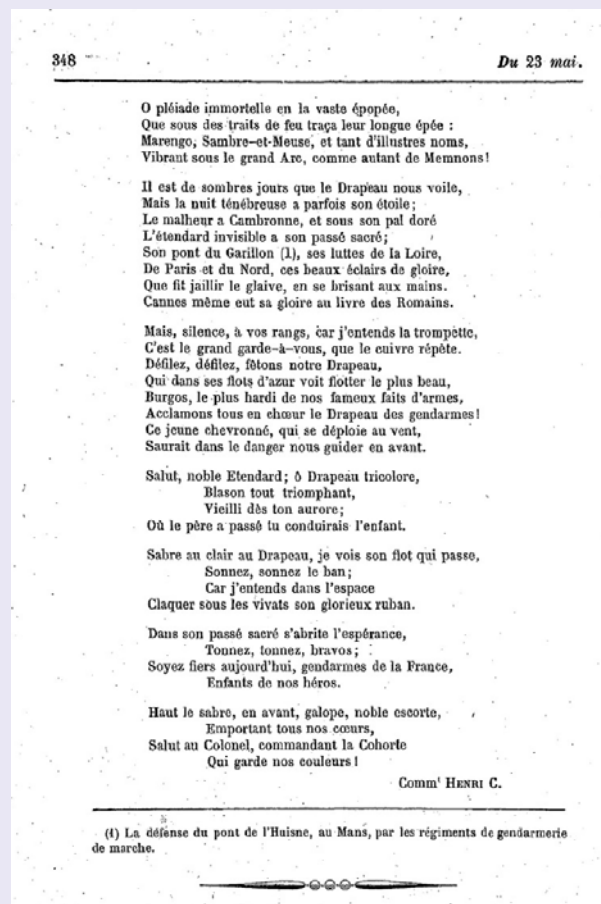 348
Du 23 mai.
O pléiade immortelle en la vaste épopée,
Que sous des traits de feu traça leur longue épée :
Marengo, Sambre-et-Meuse, et tant d'illustres noms,
Vibrant sous le grand Arc, comme autant de Memnons!
Il est de sombres jours que le Drapeau nous voile,
Mais la nuit ténébreuse a parfois son étoile;
Le malheur a Cambronne, et sous son pal doré
L'étendard invisible a son passé sacré;
Son pont du Garillon (1), ses luttes de la Loire,
De Paris et du Nord, ces beaux éclairs de gloire,
Que fit jaillir le glaive, en se brisant aux mains.
Cannes même eut sa gloire au livre des Romains.
Mais, silence, à vos rangs, car j'entends la trompette,
C'est le grand garde-à-vous, que le cuivre répète.
Défilez, défilez, fêtons notre Drapeau,
Qui dans ses flots d'azur voit flotter le plus beau,
Burgos, le plus hardi de nos fameux faits d'armes,
Acclamons tous en chœur le Drapeau des gendarmes!
Ce jeune chevronné, qui se déploie au vent,
Saurait dans le danger nous guider en avant.
Salut, noble Etendard; ô Drapeau tricolore,
Blason tout triomphant,
Vieilli dès ton aurore;
Où le père a passé tu conduirais l'enfant.
Sabre au clair au Drapeau, je vois son flot qui passe,
Sonnez, sonnez le ban;
Car j'entends dans l'espace
Claquer sous les vivats son glorieux ruban.
Dans son passé sacré s'abrite l'espérance,
Tonnez, tonnez, bravos;
Soyez fiers aujourd'hui, gendarmes de la France,
Enfants de nos héros.
Haut le sabre, en avant, galope, noble escorte,
Emportant tous nos cœurs,
Salut au Colonel, commandant la Cohorte
Qui garde nos couleurs!
Commt HENRI C.
(1) La défense du pont de l'Huisne, au Mans, par les régiments de gendarmerie
de marche.